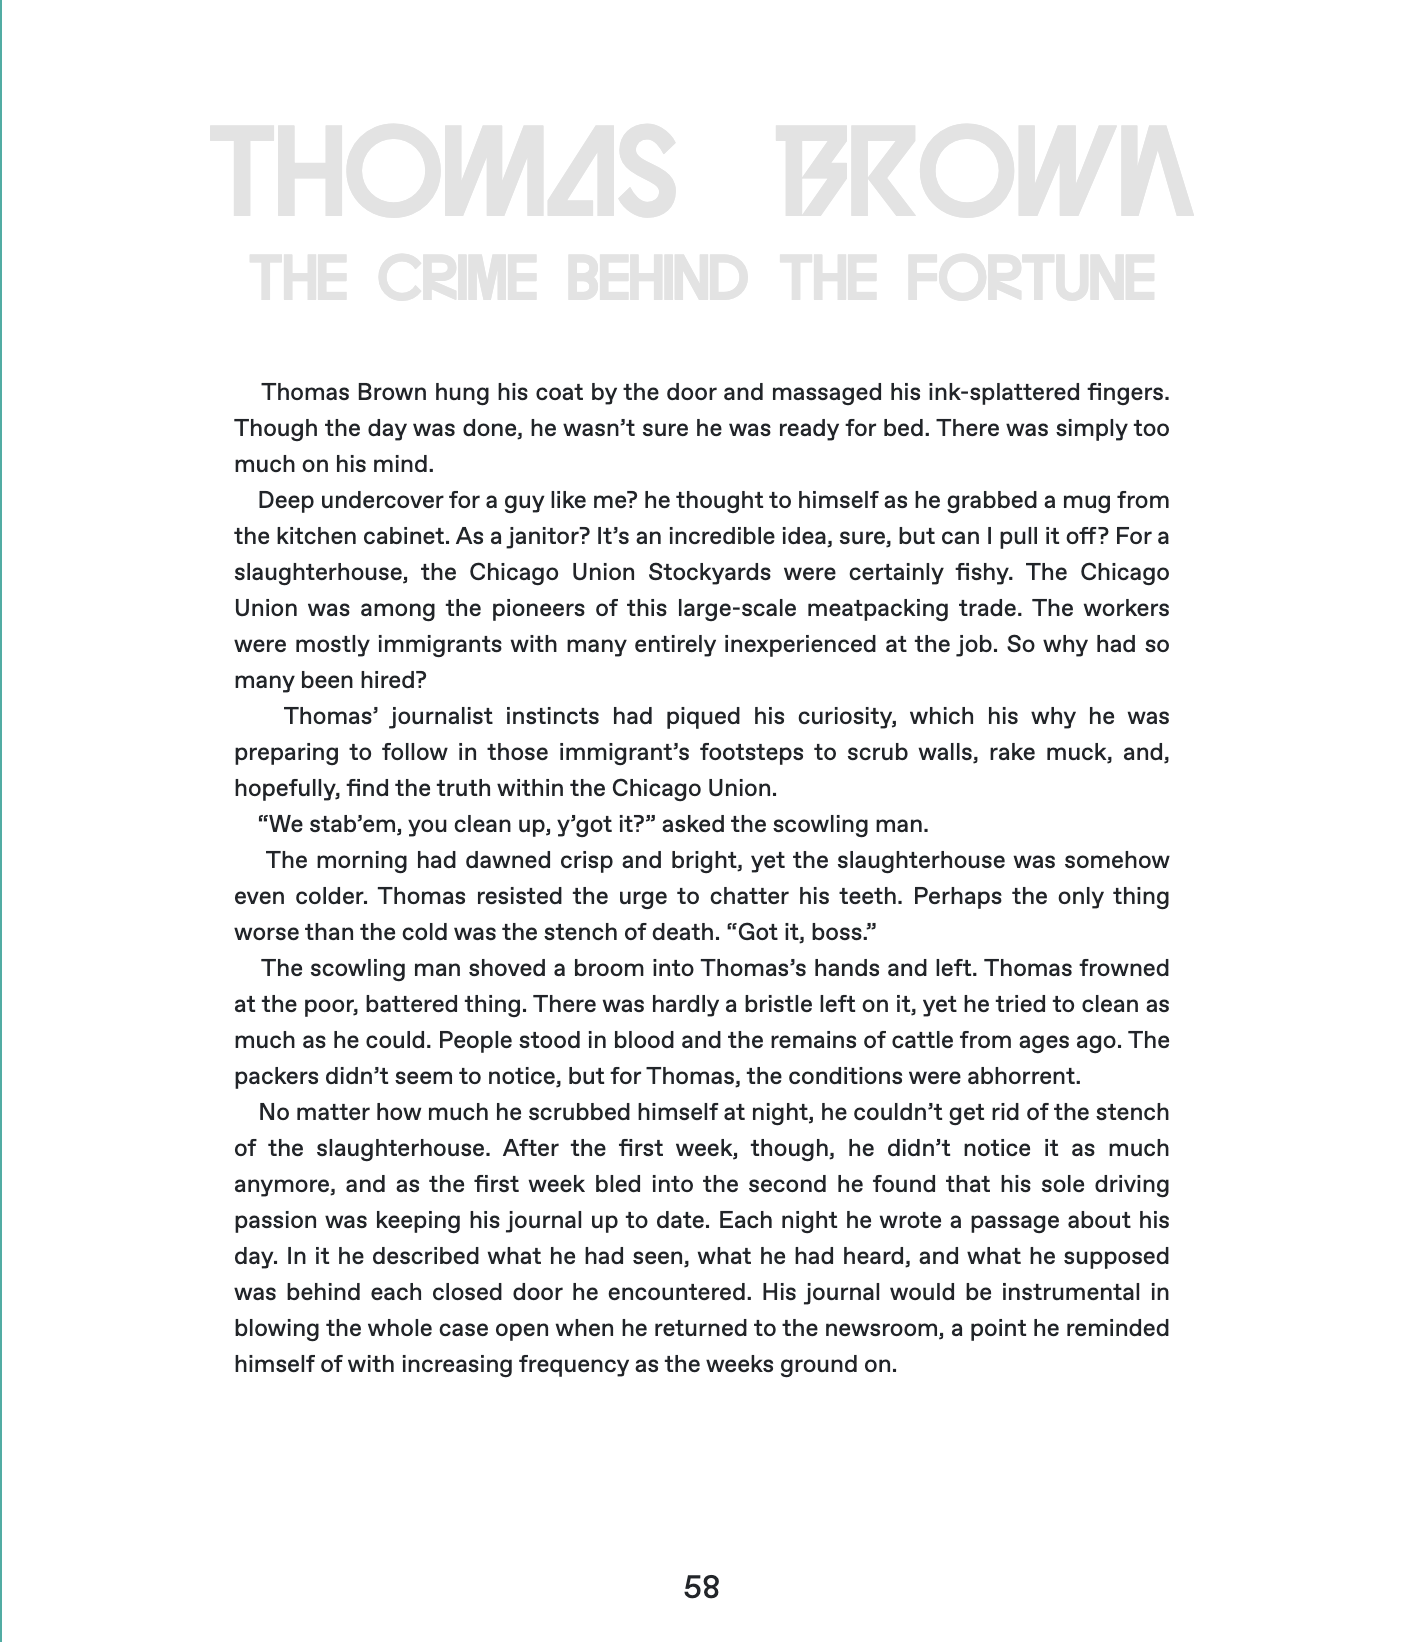 THOMAS BROWN
THE CRIME BEHIND THE FORTUNE
Thomas Brown hung his coat by the door and massaged his ink-splattered fingers.
Though the day was done, he wasn’t sure he was ready for bed. There was simply too
much on his mind.
Deep undercover for a guy like me? he thought to himself as he grabbed a mug from
the kitchen cabinet. As a janitor? It’s an incredible idea, sure, but can I pull it off? For a
slaughterhouse, the Chicago Union Stockyards were certainly fishy. The Chicago
Union was among the pioneers of this large-scale meatpacking trade. The workers
were mostly immigrants with many entirely inexperienced at the job. So why had so
many been hired?
Thomas’ journalist instincts had piqued his curiosity, which his why he was
preparing to follow in those immigrant’s footsteps to scrub walls, rake muck, and,
hopefully, find the truth within the Chicago Union.
“We stab’em, you clean up, y’got it?” asked the scowling man.
The morning had dawned crisp and bright, yet the slaughterhouse was somehow
even colder. Thomas resisted the urge to chatter his teeth. Perhaps the only thing
worse than the cold was the stench of death. “Got it, boss.”
The scowling man shoved a broom into Thomas’s hands and left. Thomas frowned
at the poor, battered thing. There was hardly a bristle left on it, yet he tried to clean as
much as he could. People stood in blood and the remains of cattle from ages ago. The
packers didn’t seem to notice, but for Thomas, the conditions were abhorrent.
No matter how much he scrubbed himself at night, he couldn’t get rid of the stench
of the slaughterhouse. After the first week, though, he didn’t notice it as much
anymore, and as the first week bled into the second he found that his sole driving
passion was keeping his journal up to date. Each night he wrote a passage about his
day. In it he described what he had seen, what he had heard, and what he supposed
was behind each closed door he encountered. His journal would be instrumental in
blowing the whole case open when he returned to the newsroom, a point he reminded
himself of with increasing frequency as the weeks ground on.
58